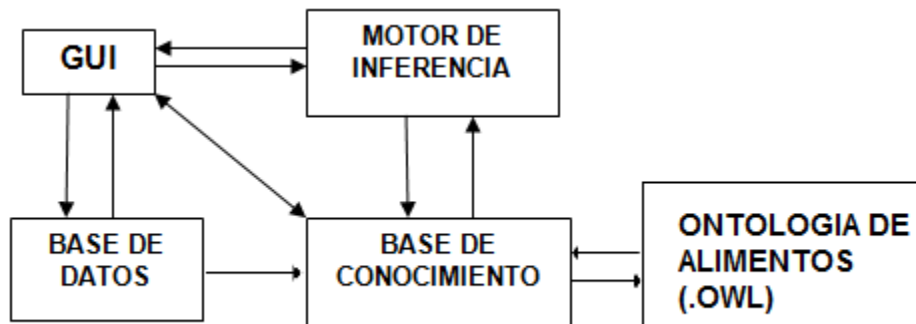 GUI
MOTOR DE
INFERENCIA
BASE DE
DATOS
BASE DE
CONOCIMIENTO
ONTOLOGIA DE
ALIMENTOS
(.OWL)